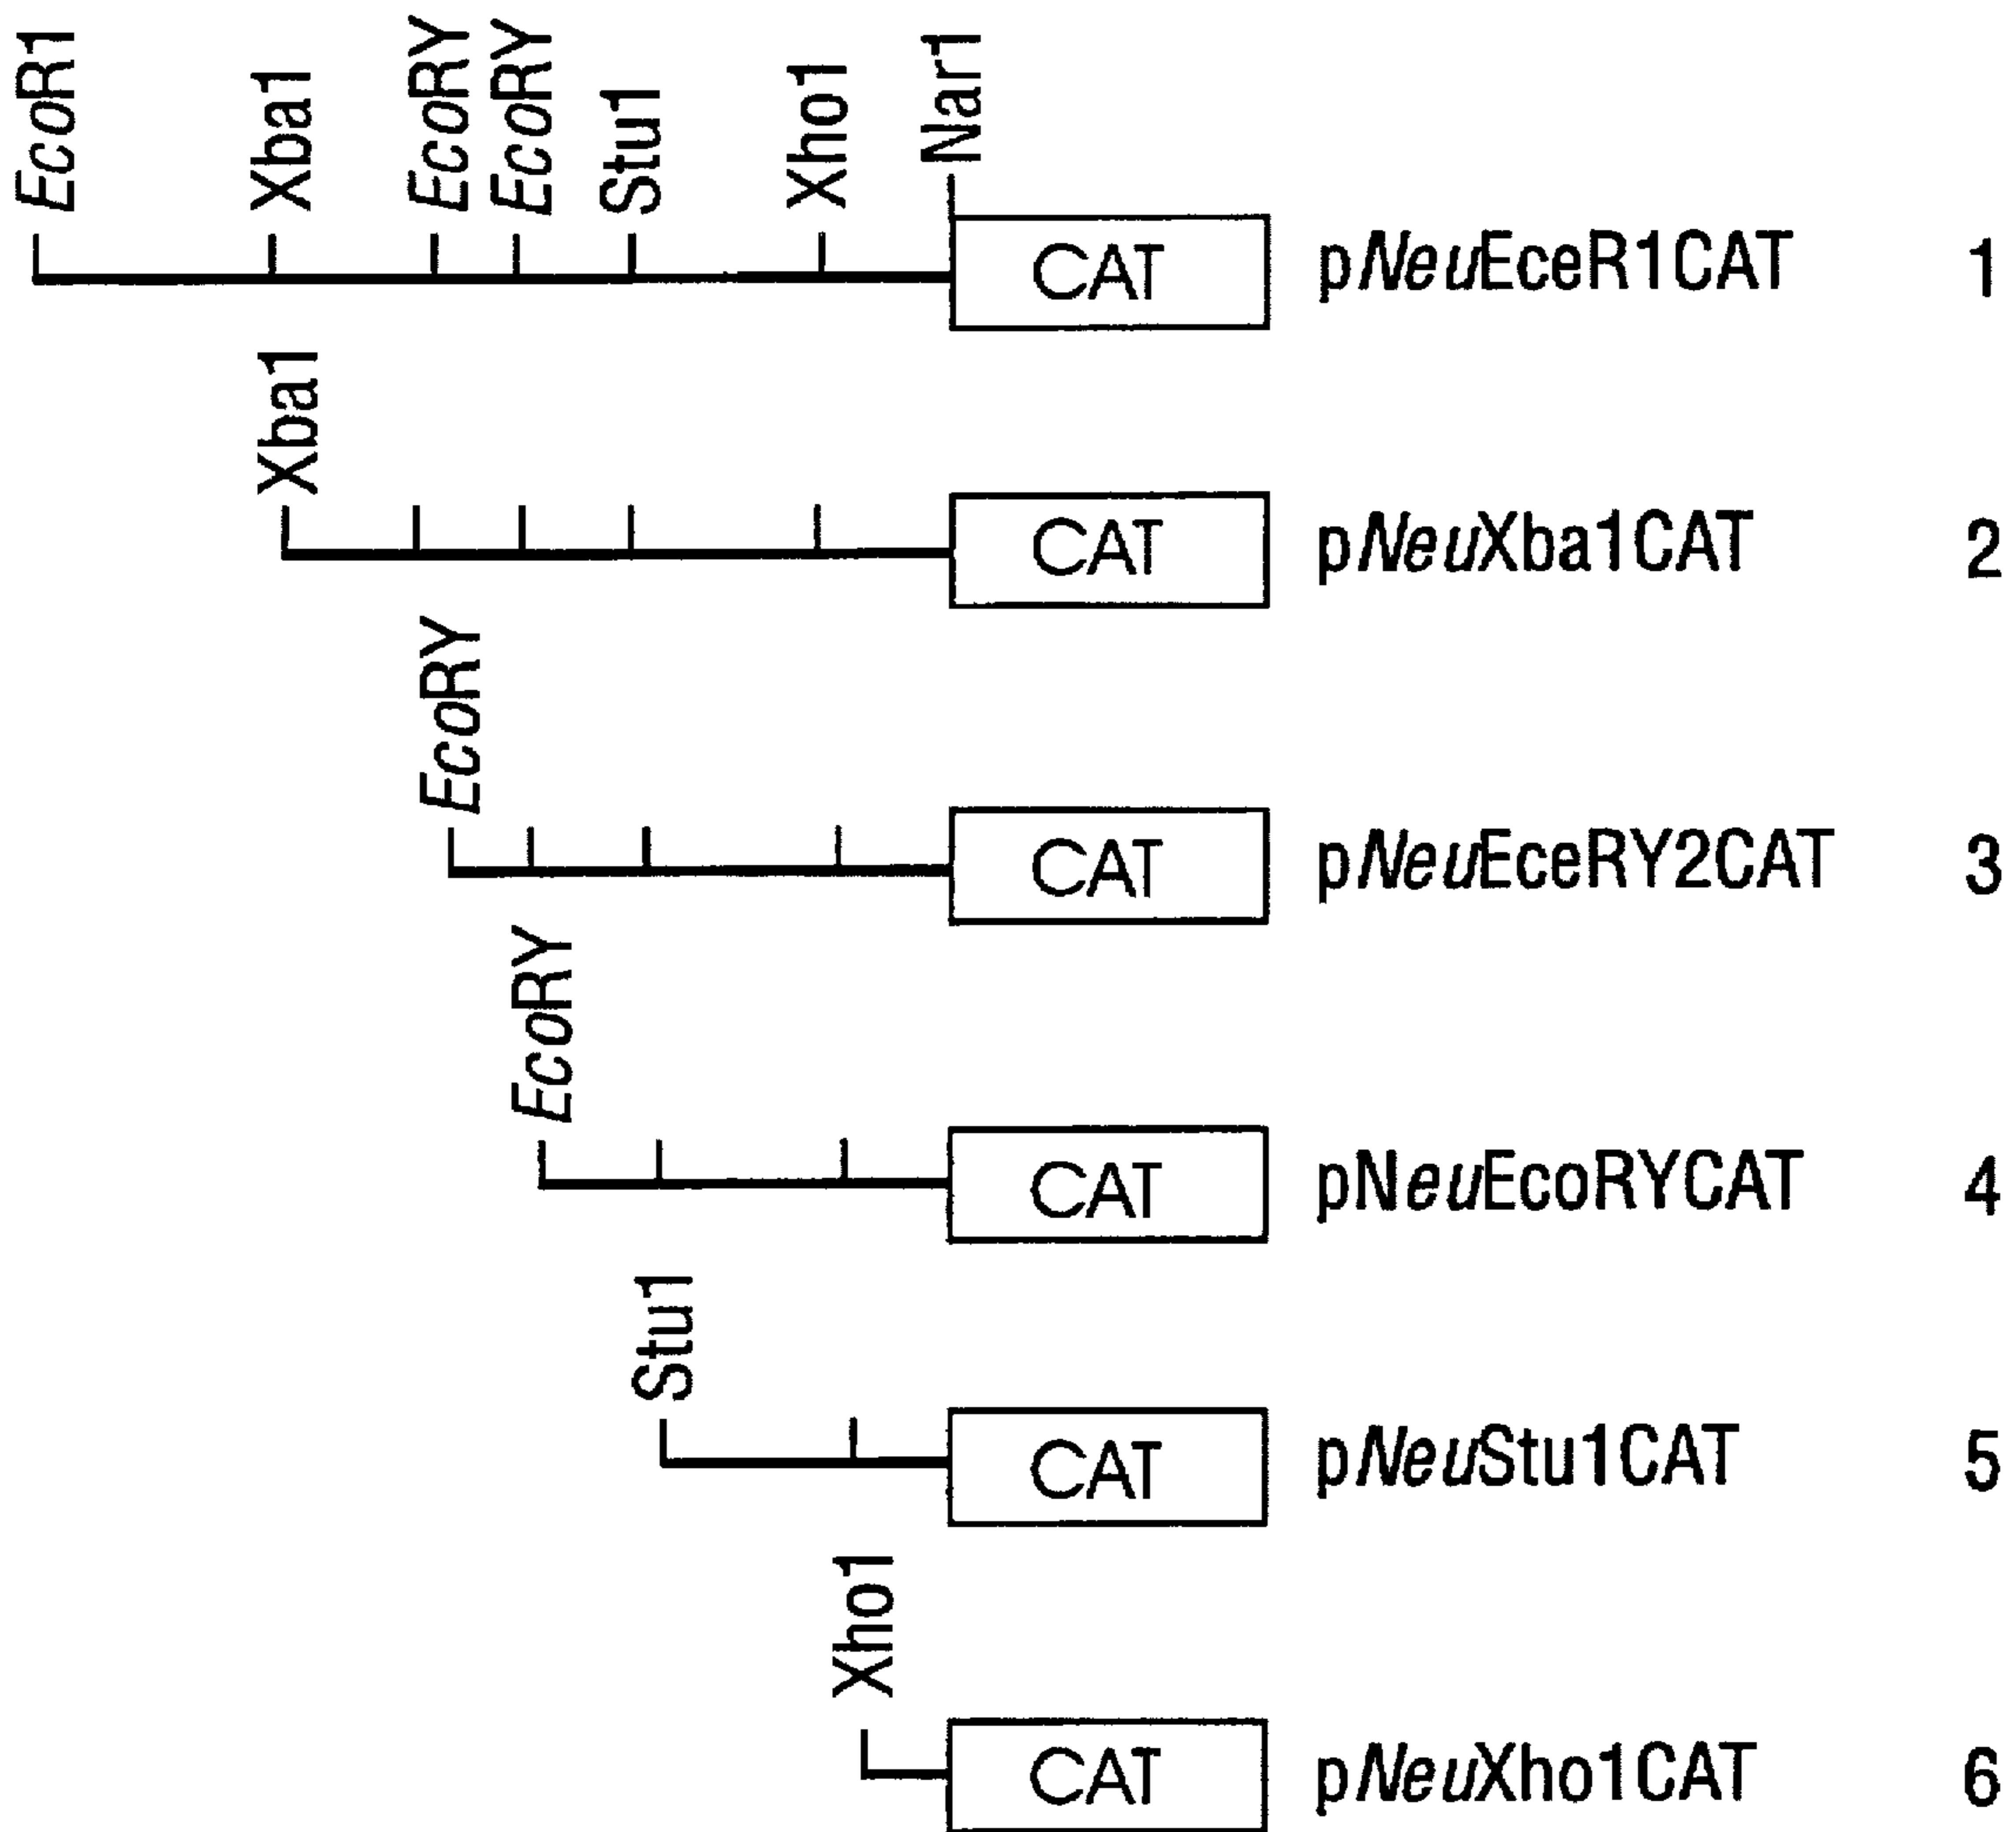 EcoR1 Xba1 EcoRY EcoRY Stu1 Xho1 Nar1
CAT pNeuEceR1CAT 1
Xba1
CAT pNeuXba1CAT 2
EcoRY
CAT pNeuEceRY2CAT 3
EcoRY
CAT pNeuEcoRYCAT 4
Stu1
CAT pNeuStu1CAT 5
Xho1
CAT pNeuXho1CAT 6